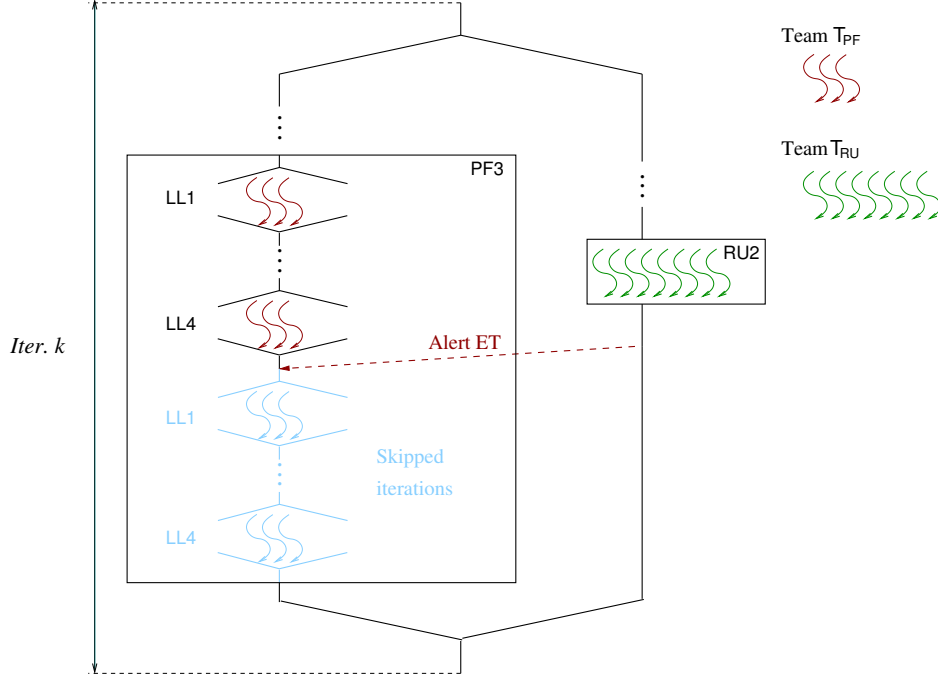 Team T_PF
Team T_RU
PF3
LL1
RU2
LL4
Alert ET
Iter. k
LL1
Skipped
iterations
LL4